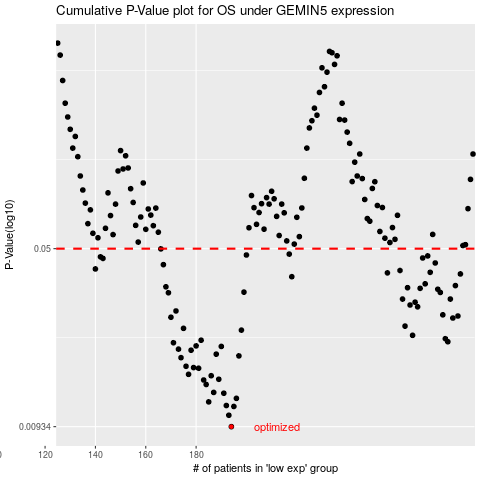 Cumulative P-Value plot for OS under GEMIN5 expression
P-Value(log10)
0.05
0.00934
optimized
0 120 140 160 180
# of patients in 'low exp' group